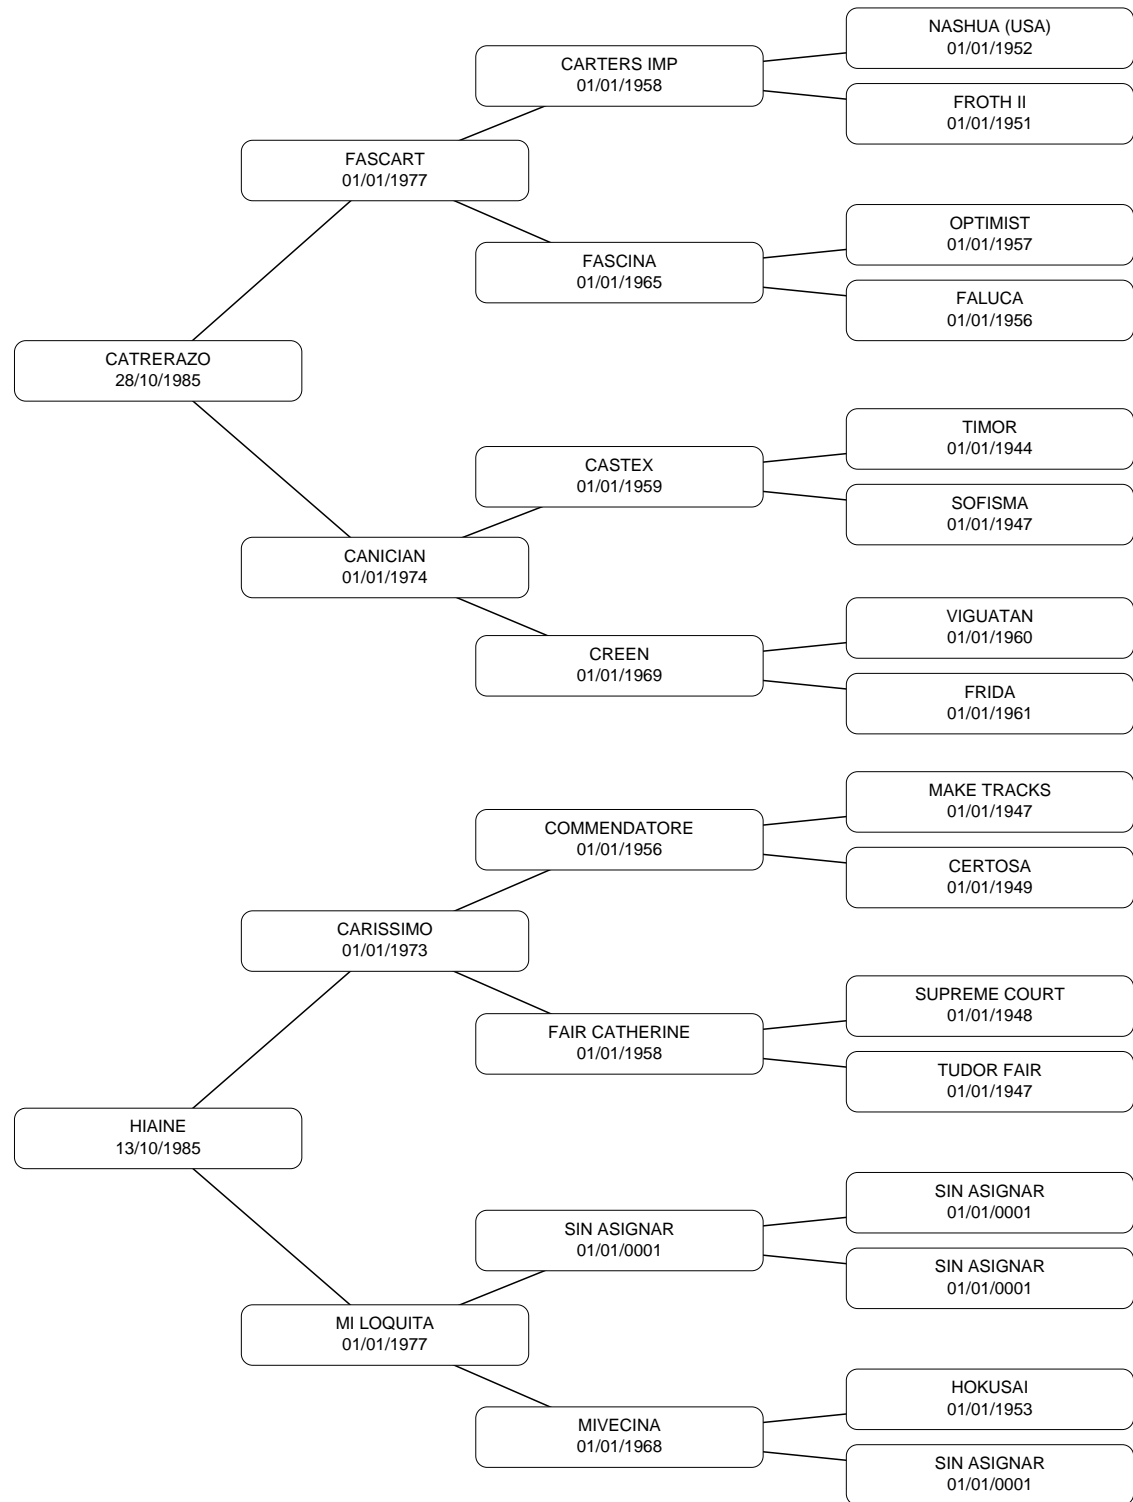 NASHUA (USA)
01/01/1952
CARTERS IMP
01/01/1958
FROTH II
01/01/1951
FASCART
01/01/1977
OPTIMIST
01/01/1957
FASCINA
01/01/1965
FALUCA
01/01/1956
CATRERAZO
28/10/1985
TIMOR
01/01/1944
CASTEX
01/01/1959
SOFISMA
01/01/1947
CANICIAN
01/01/1974
VIGUATAN
01/01/1960
CREEN
01/01/1969
FRIDA
01/01/1961
MAKE TRACKS
01/01/1947
COMMENDATORE
01/01/1956
CERTOSA
01/01/1949
CARISSIMO
01/01/1973
SUPREME COURT
01/01/1948
FAIR CATHERINE
01/01/1958
TUDOR FAIR
01/01/1947
HIAINE
13/10/1985
SIN ASIGNAR
01/01/0001
SIN ASIGNAR
01/01/0001
SIN ASIGNAR
01/01/0001
MI LOQUITA
01/01/1977
HOKUSAI
01/01/1953
MIVECINA
01/01/1968
SIN ASIGNAR
01/01/0001